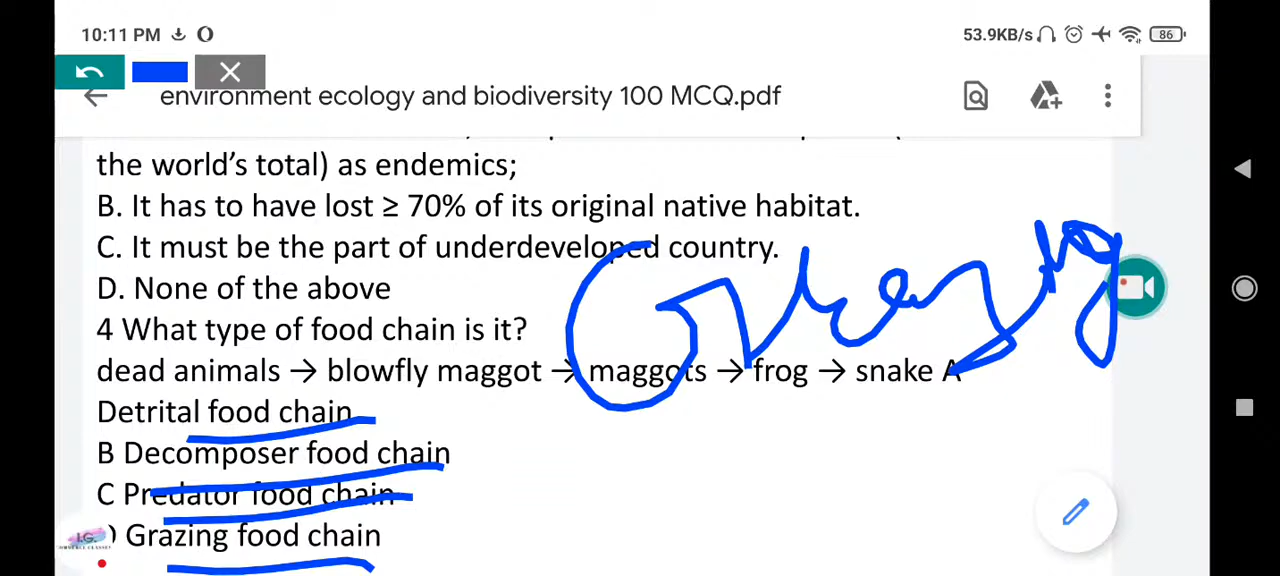 10:11 PM
53.9KB/s
86
environment ecology and biodiversity 100 MCQ.pdf
the world's total) as endemics;
B. It has to have lost ≥ 70% of its original native habitat.
C. It must be the part of underdeveloped country.
D. None of the above
4 What type of food chain is it?
dead animals → blowfly maggot → maggots → frog → snake A
Detrital food chain
B Decomposer food chain
C Predator food chain
Grazing food chain
Grazing
I.G.